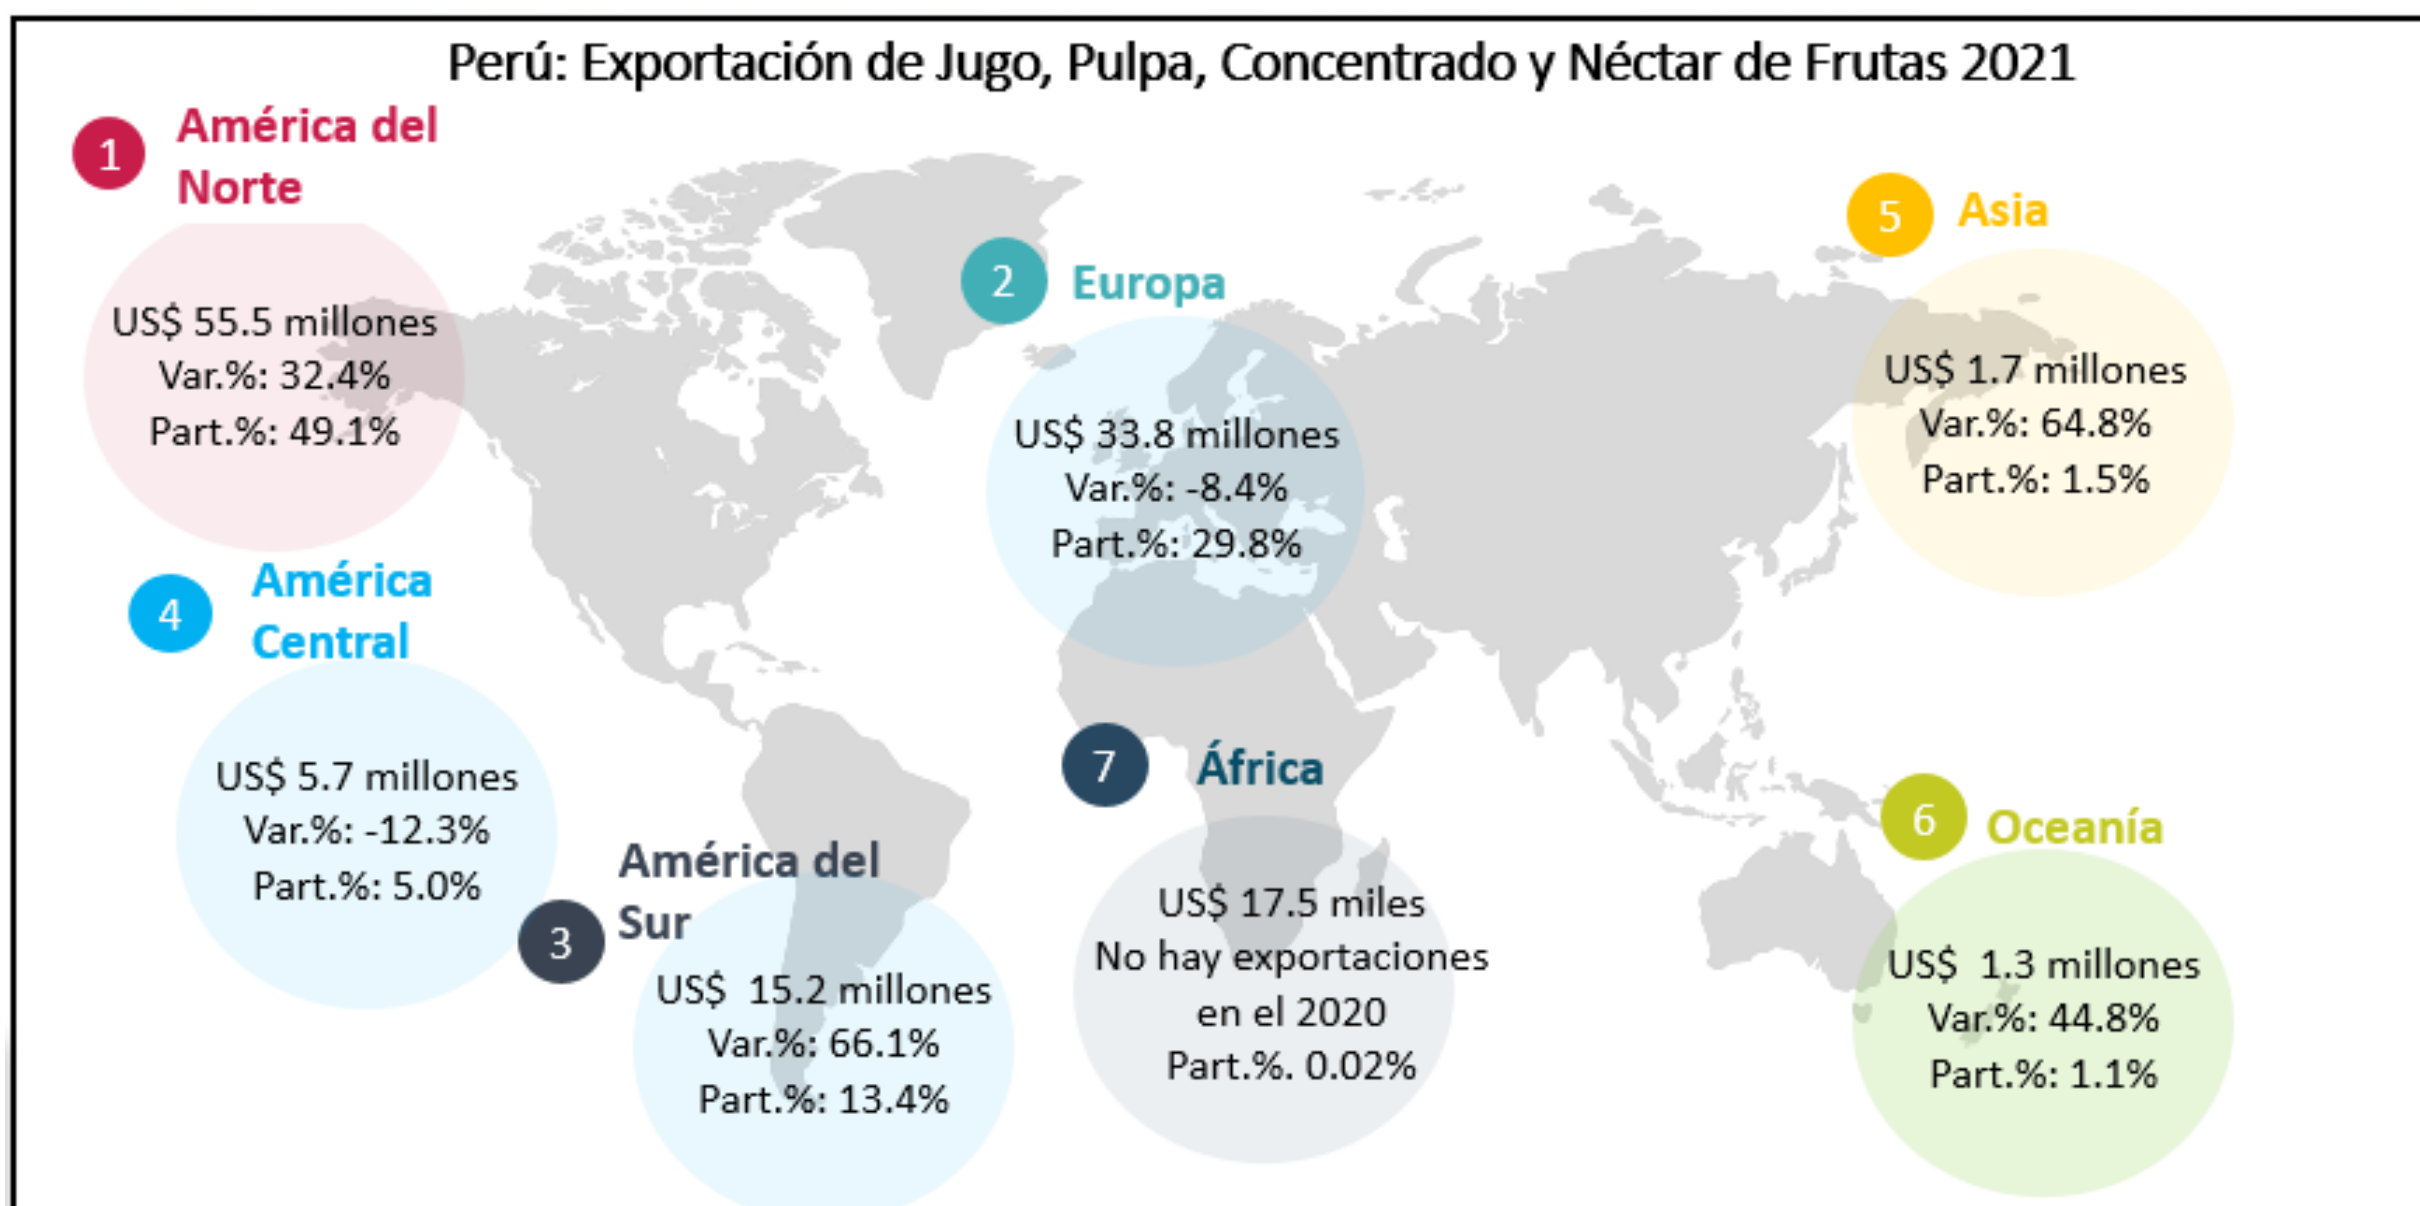 Perú: Exportación de Jugo, Pulpa, Concentrado y Néctar de Frutas 2021
1
América del
Norte
US$ 55.5 millones
Var.%: 32.4%
Part.%: 49.1%
2
Europa
US$ 33.8 millones
Var.%: -8.4%
Part.%: 29.8%
5
Asia
US$ 1.7 millones
Var.%: 64.8%
Part.%: 1.5%
4
América
Central
US$ 5.7 millones
Var.%: -12.3%
Part.%: 5.0%
3
América del
Sur
US$ 15.2 millones
Var.%: 66.1%
Part.%: 13.4%
7
África
US$ 17.5 miles
No hay exportaciones
en el 2020
Part.%. 0.02%
6
Oceanía
US$ 1.3 millones
Var.%: 44.8%
Part.%: 1.1%